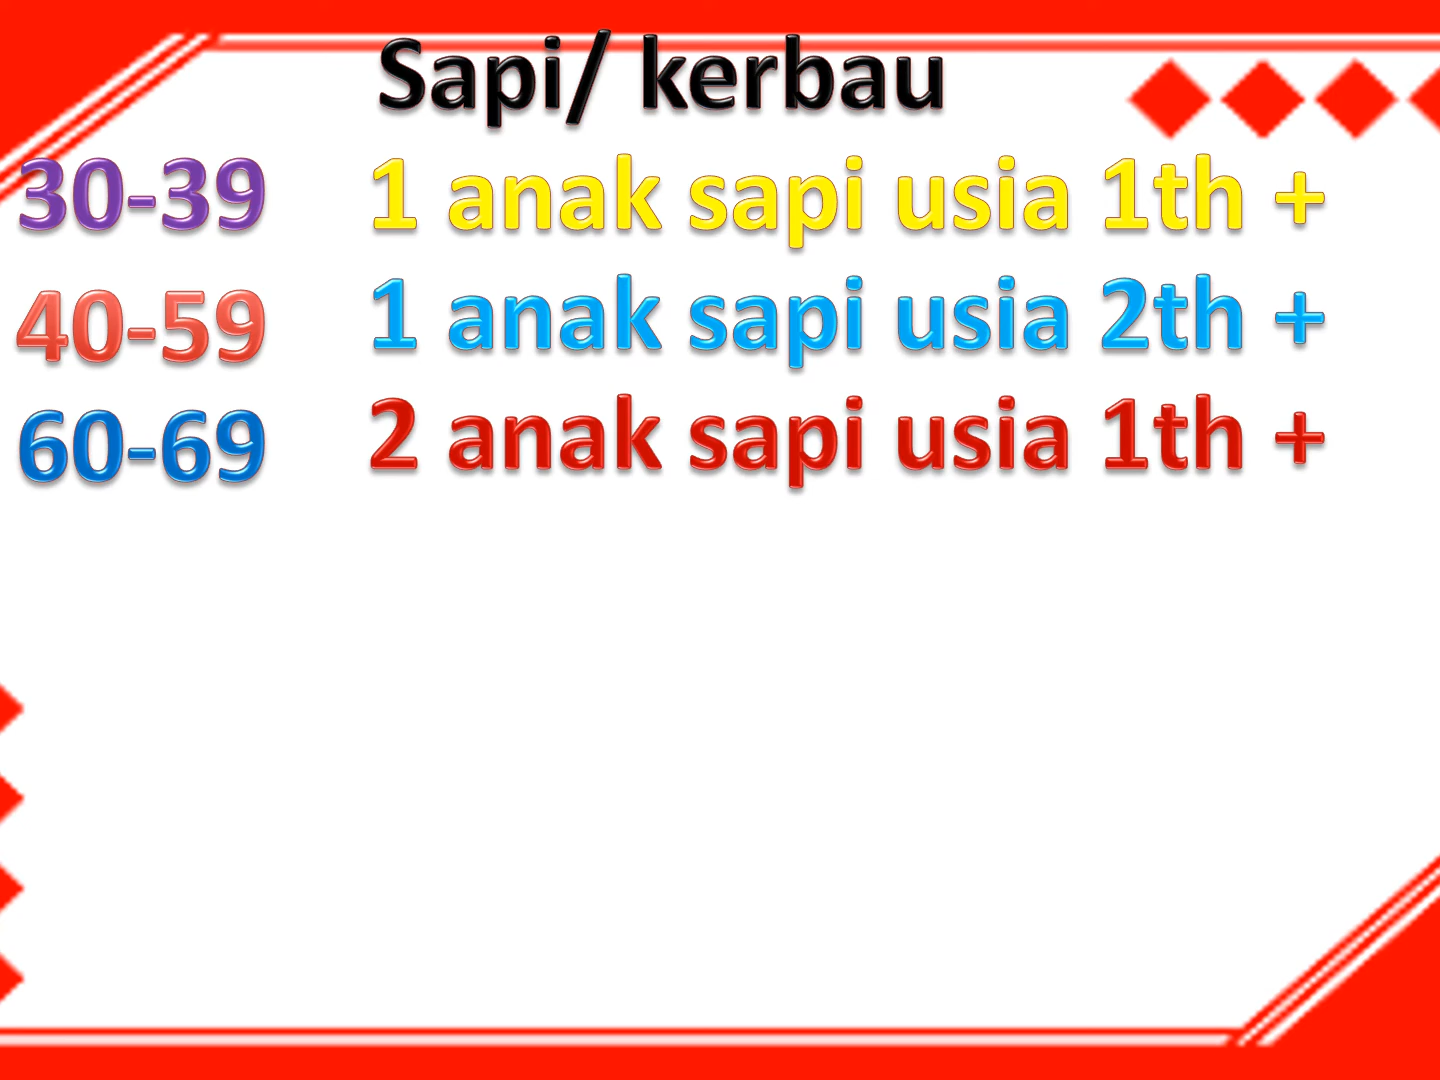 Sapi/ kerbau
30-39 1 anak sapi usia 1th +
40-59 1 anak sapi usia 2th +
60-69 2 anak sapi usia 1th +